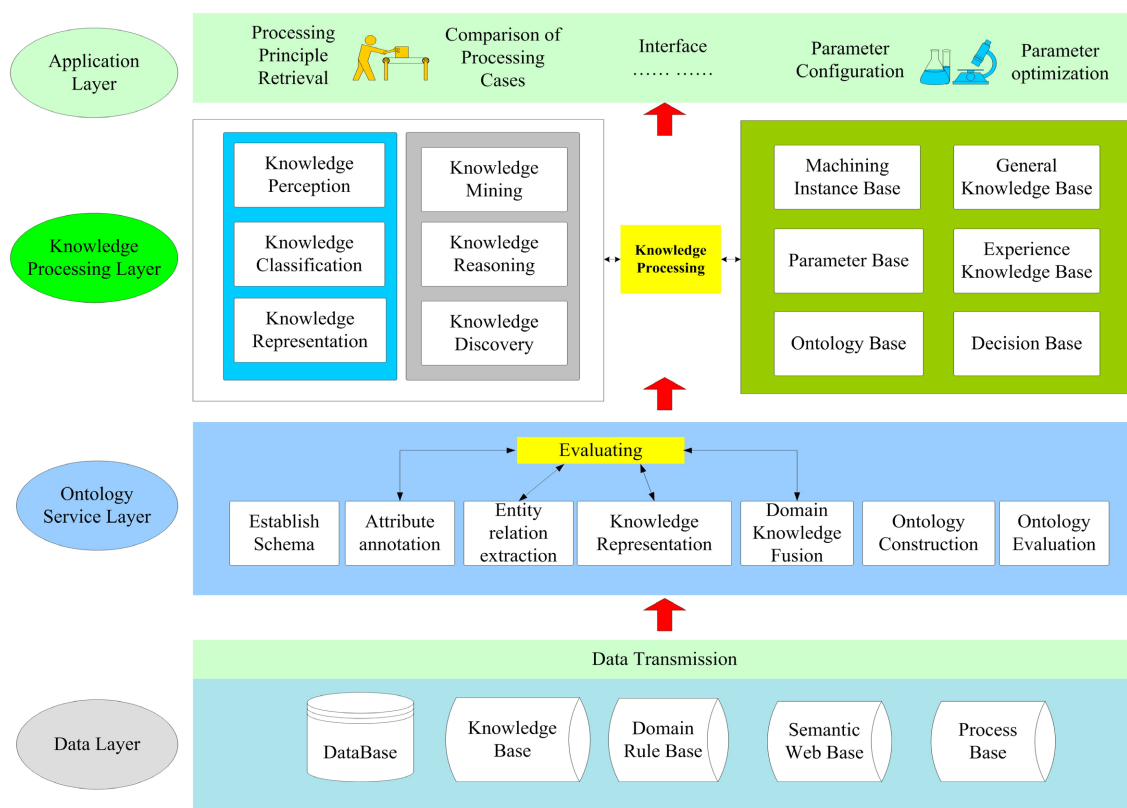 Application
Layer
Processing
Principle
Retrieval
Comparison of
Processing
Cases
Interface
…… ……
Parameter
Configuration
Parameter
optimization
Knowledge
Processing Layer
Knowledge
Perception
Knowledge
Classification
Knowledge
Representation
Knowledge
Mining
Knowledge
Reasoning
Knowledge
Discovery
Knowledge
Processing
Machining
Instance Base
General
Knowledge Base
Parameter Base
Experience
Knowledge Base
Ontology Base
Decision Base
Ontology
Service Layer
Evaluating
Establish
Schema
Attribute
annotation
Entity
relation
extraction
Knowledge
Representation
Domain
Knowledge
Fusion
Ontology
Construction
Ontology
Evaluation
Data Transmission
Data Layer
DataBase
Knowledge
Base
Domain
Rule Base
Semantic
Web Base
Process
Base